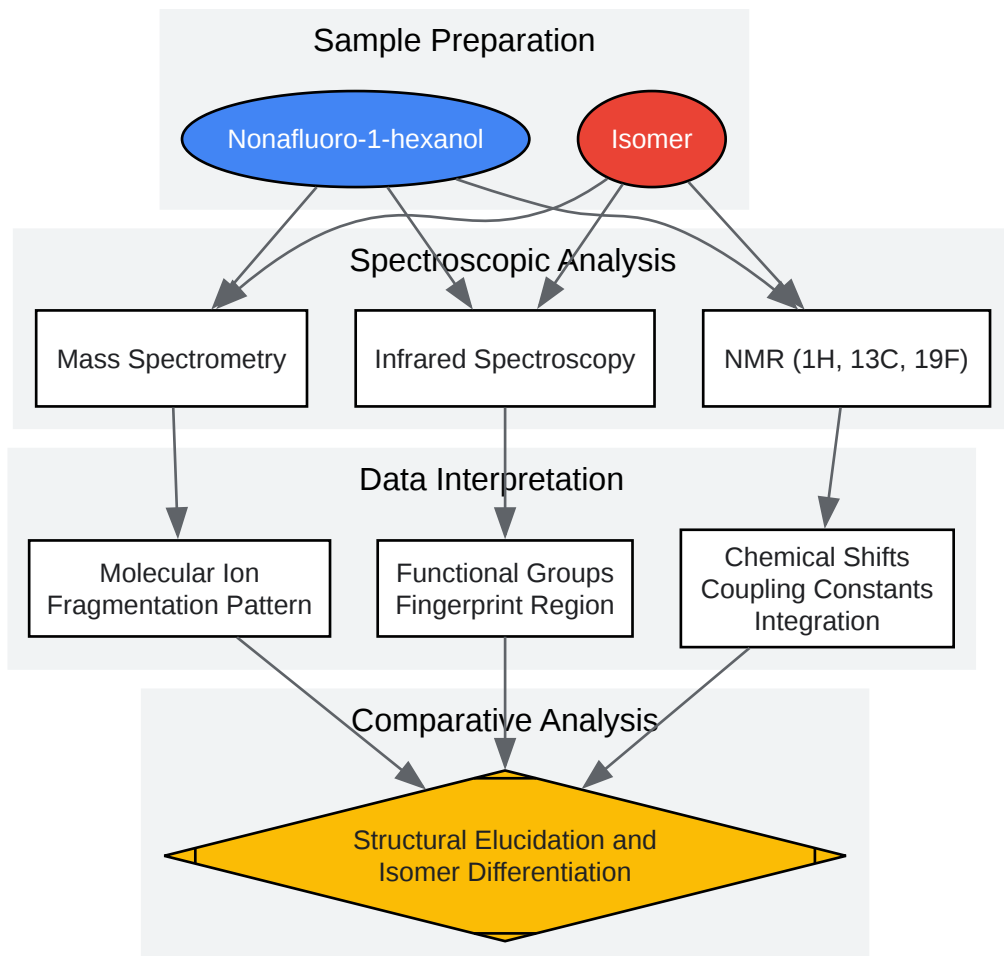 Sample Preparation
Nonafluoro-1-hexanol
Isomer
Spectroscopic Analysis
Mass Spectrometry
Infrared Spectroscopy
NMR (1H, 13C, 19F)
Data Interpretation
Molecular Ion
Fragmentation Pattern
Functional Groups
Fingerprint Region
Chemical Shifts
Coupling Constants
Integration
Comparative Analysis
Structural Elucidation and
Isomer Differentiation